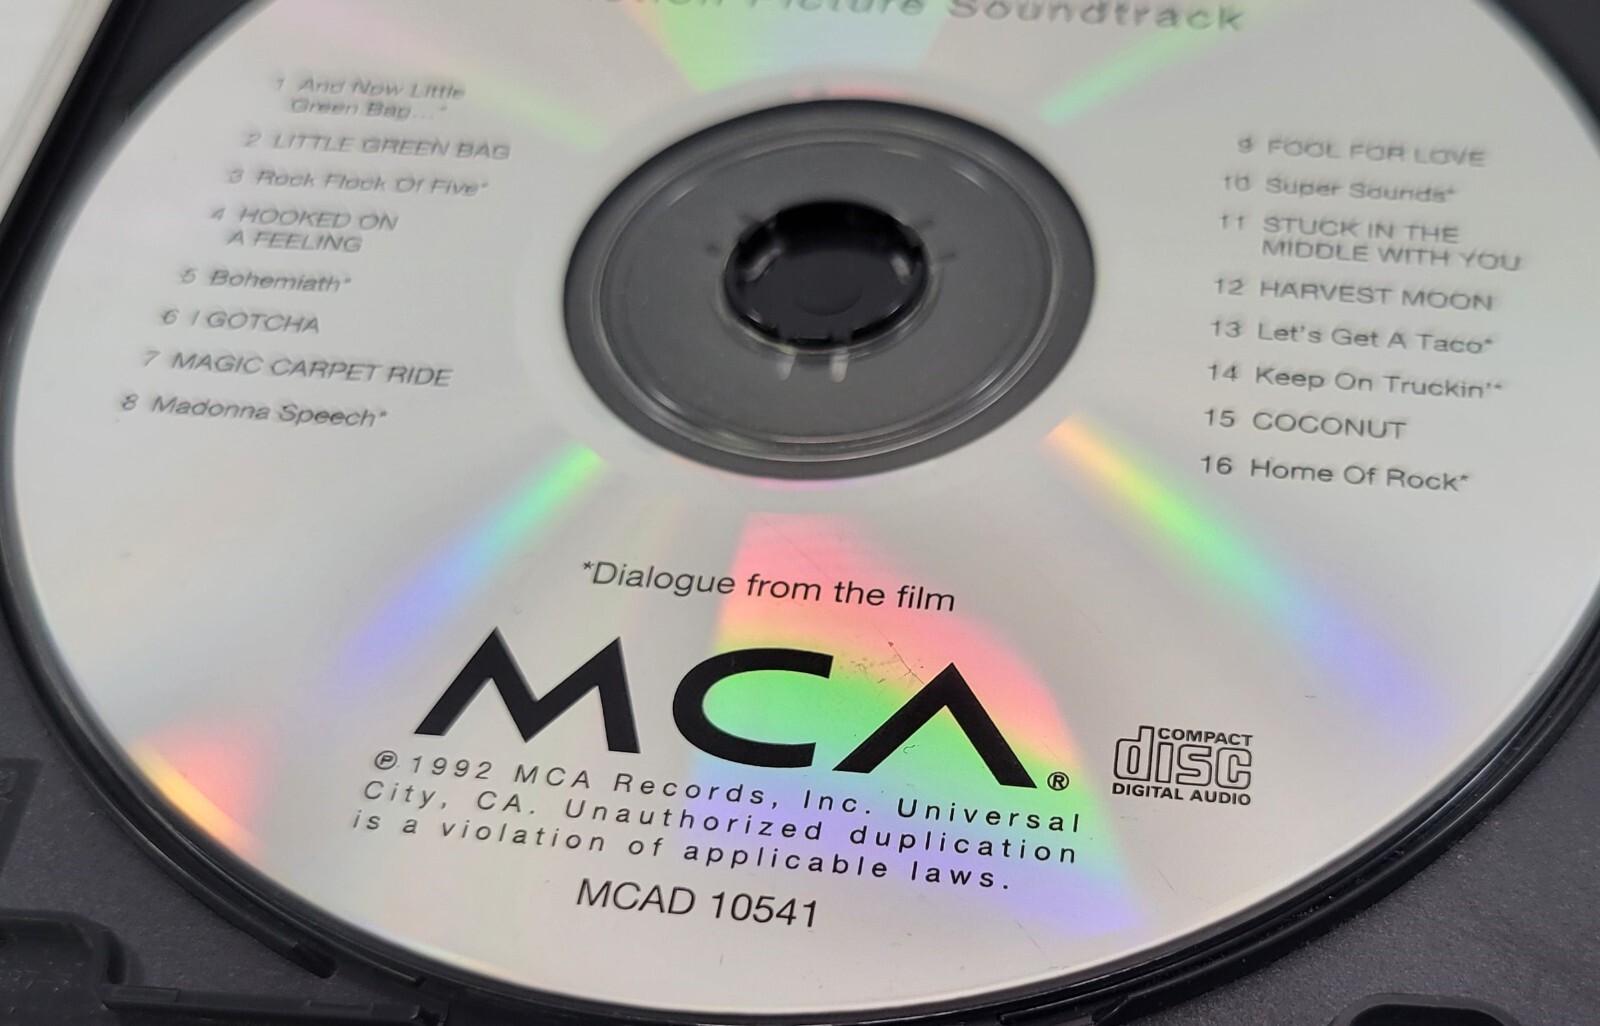 Motion Picture Soundtrack
1 And Now Little
Green Bag...*
2 LITTLE GREEN BAG
3 Rock Flock Of Five*
4 HOOKED ON
A FEELING
5 Bohemiath*
6 I GOTCHA
7 MAGIC CARPET RIDE
8 Madonna Speech*
9 FOOL FOR LOVE
10 Super Sounds*
11 STUCK IN THE
MIDDLE WITH YOU
12 HARVEST MOON
13 Let's Get A Taco*
14 Keep On Truckin'*
15 COCONUT
16 Home Of Rock*
*Dialogue from the film
MCA®
COMPACT
disc
DIGITAL AUDIO
℗ 1992 MCA Records, Inc. Universal
City, CA. Unauthorized duplication
is a violation of applicable laws.
MCAD 10541